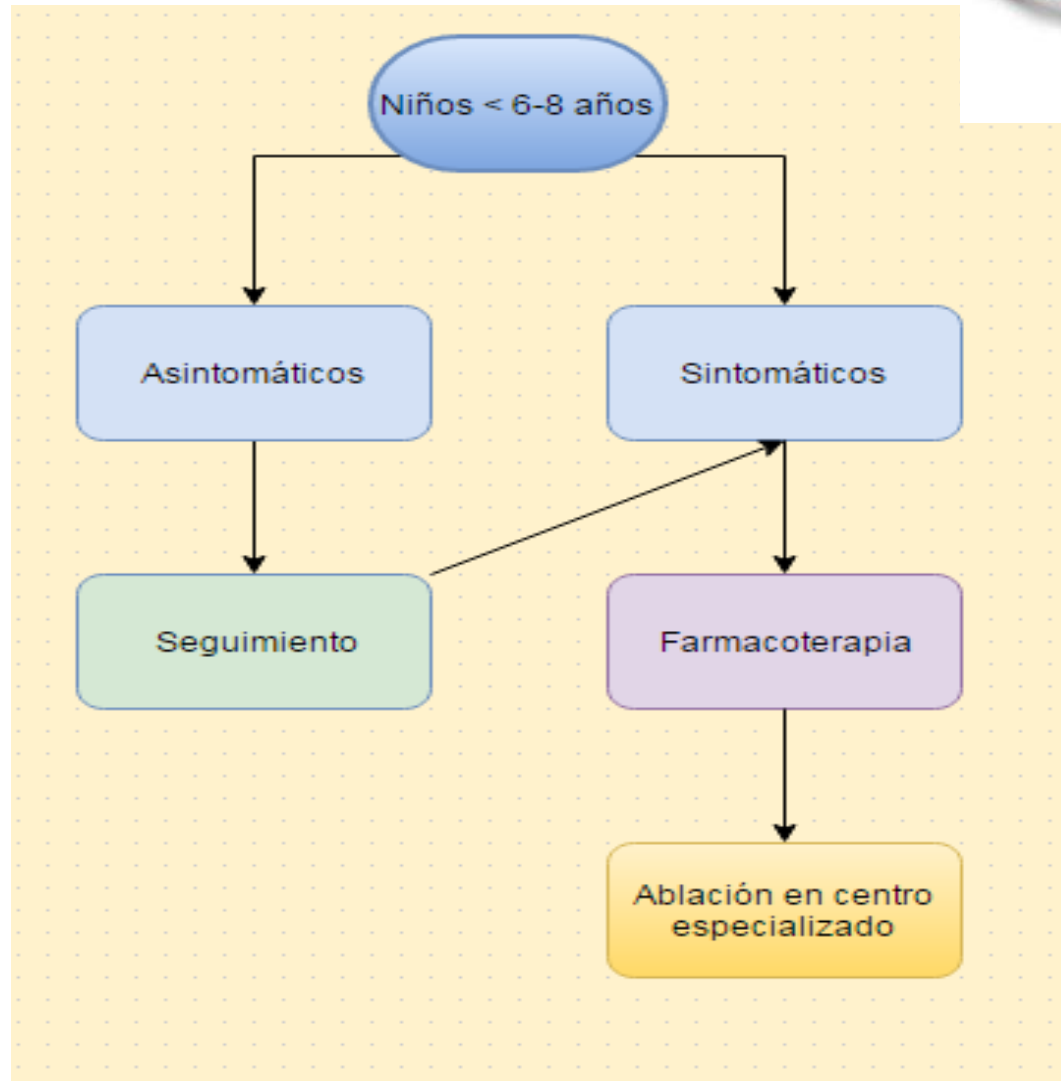 Niños < 6-8 años
Asintomáticos
Sintomáticos
Seguimiento
Farmacoterapia
Ablación en centro
especializado